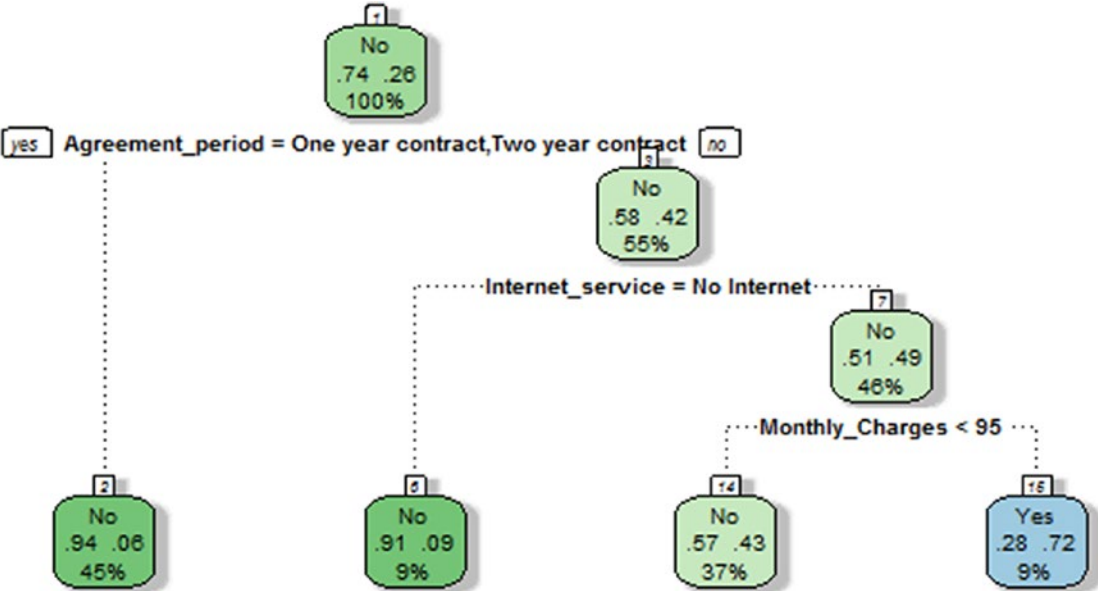 1
No
.74 .26
100%
yes Agreement_period = One year contract,Two year contract no
3
No
.58 .42
55%
Internet_service = No Internet
7
No
.51 .49
46%
Monthly_Charges < 95
2
No
.94 .06
45%
6
No
.91 .09
9%
14
No
.57 .43
37%
15
Yes
.28 .72
9%